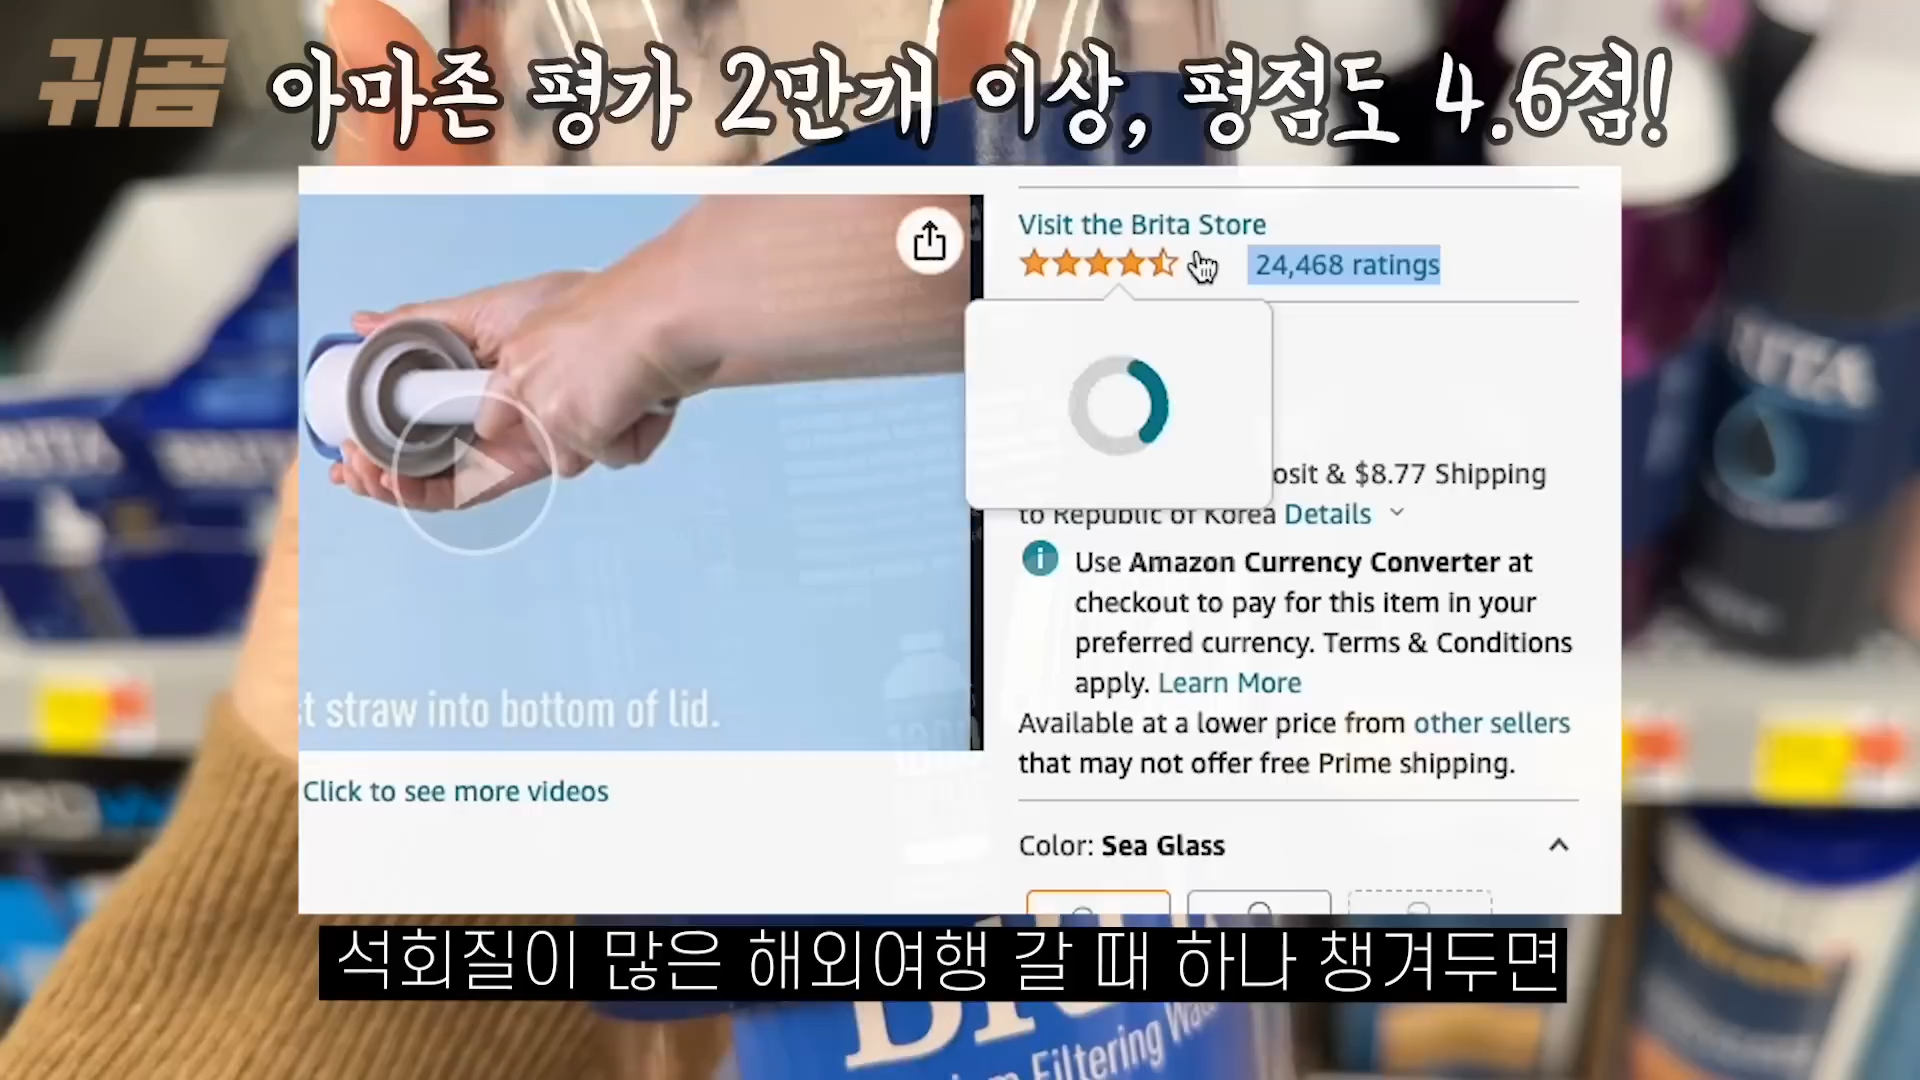 귀곰
아마존 평가 2만개 이상, 평점도 4.6점!
Visit the Brita Store
24,468 ratings
osit & $8.77 Shipping
to Republic of Korea Details
Use Amazon Currency Converter at
checkout to pay for this item in your
preferred currency. Terms & Conditions
apply. Learn More
Available at a lower price from other sellers
that may not offer free Prime shipping.
Color: Sea Glass
t straw into bottom of lid.
Click to see more videos
석회질이 많은 해외여행 갈 때 하나 챙겨두면
BRITA
BRITA
Filtering